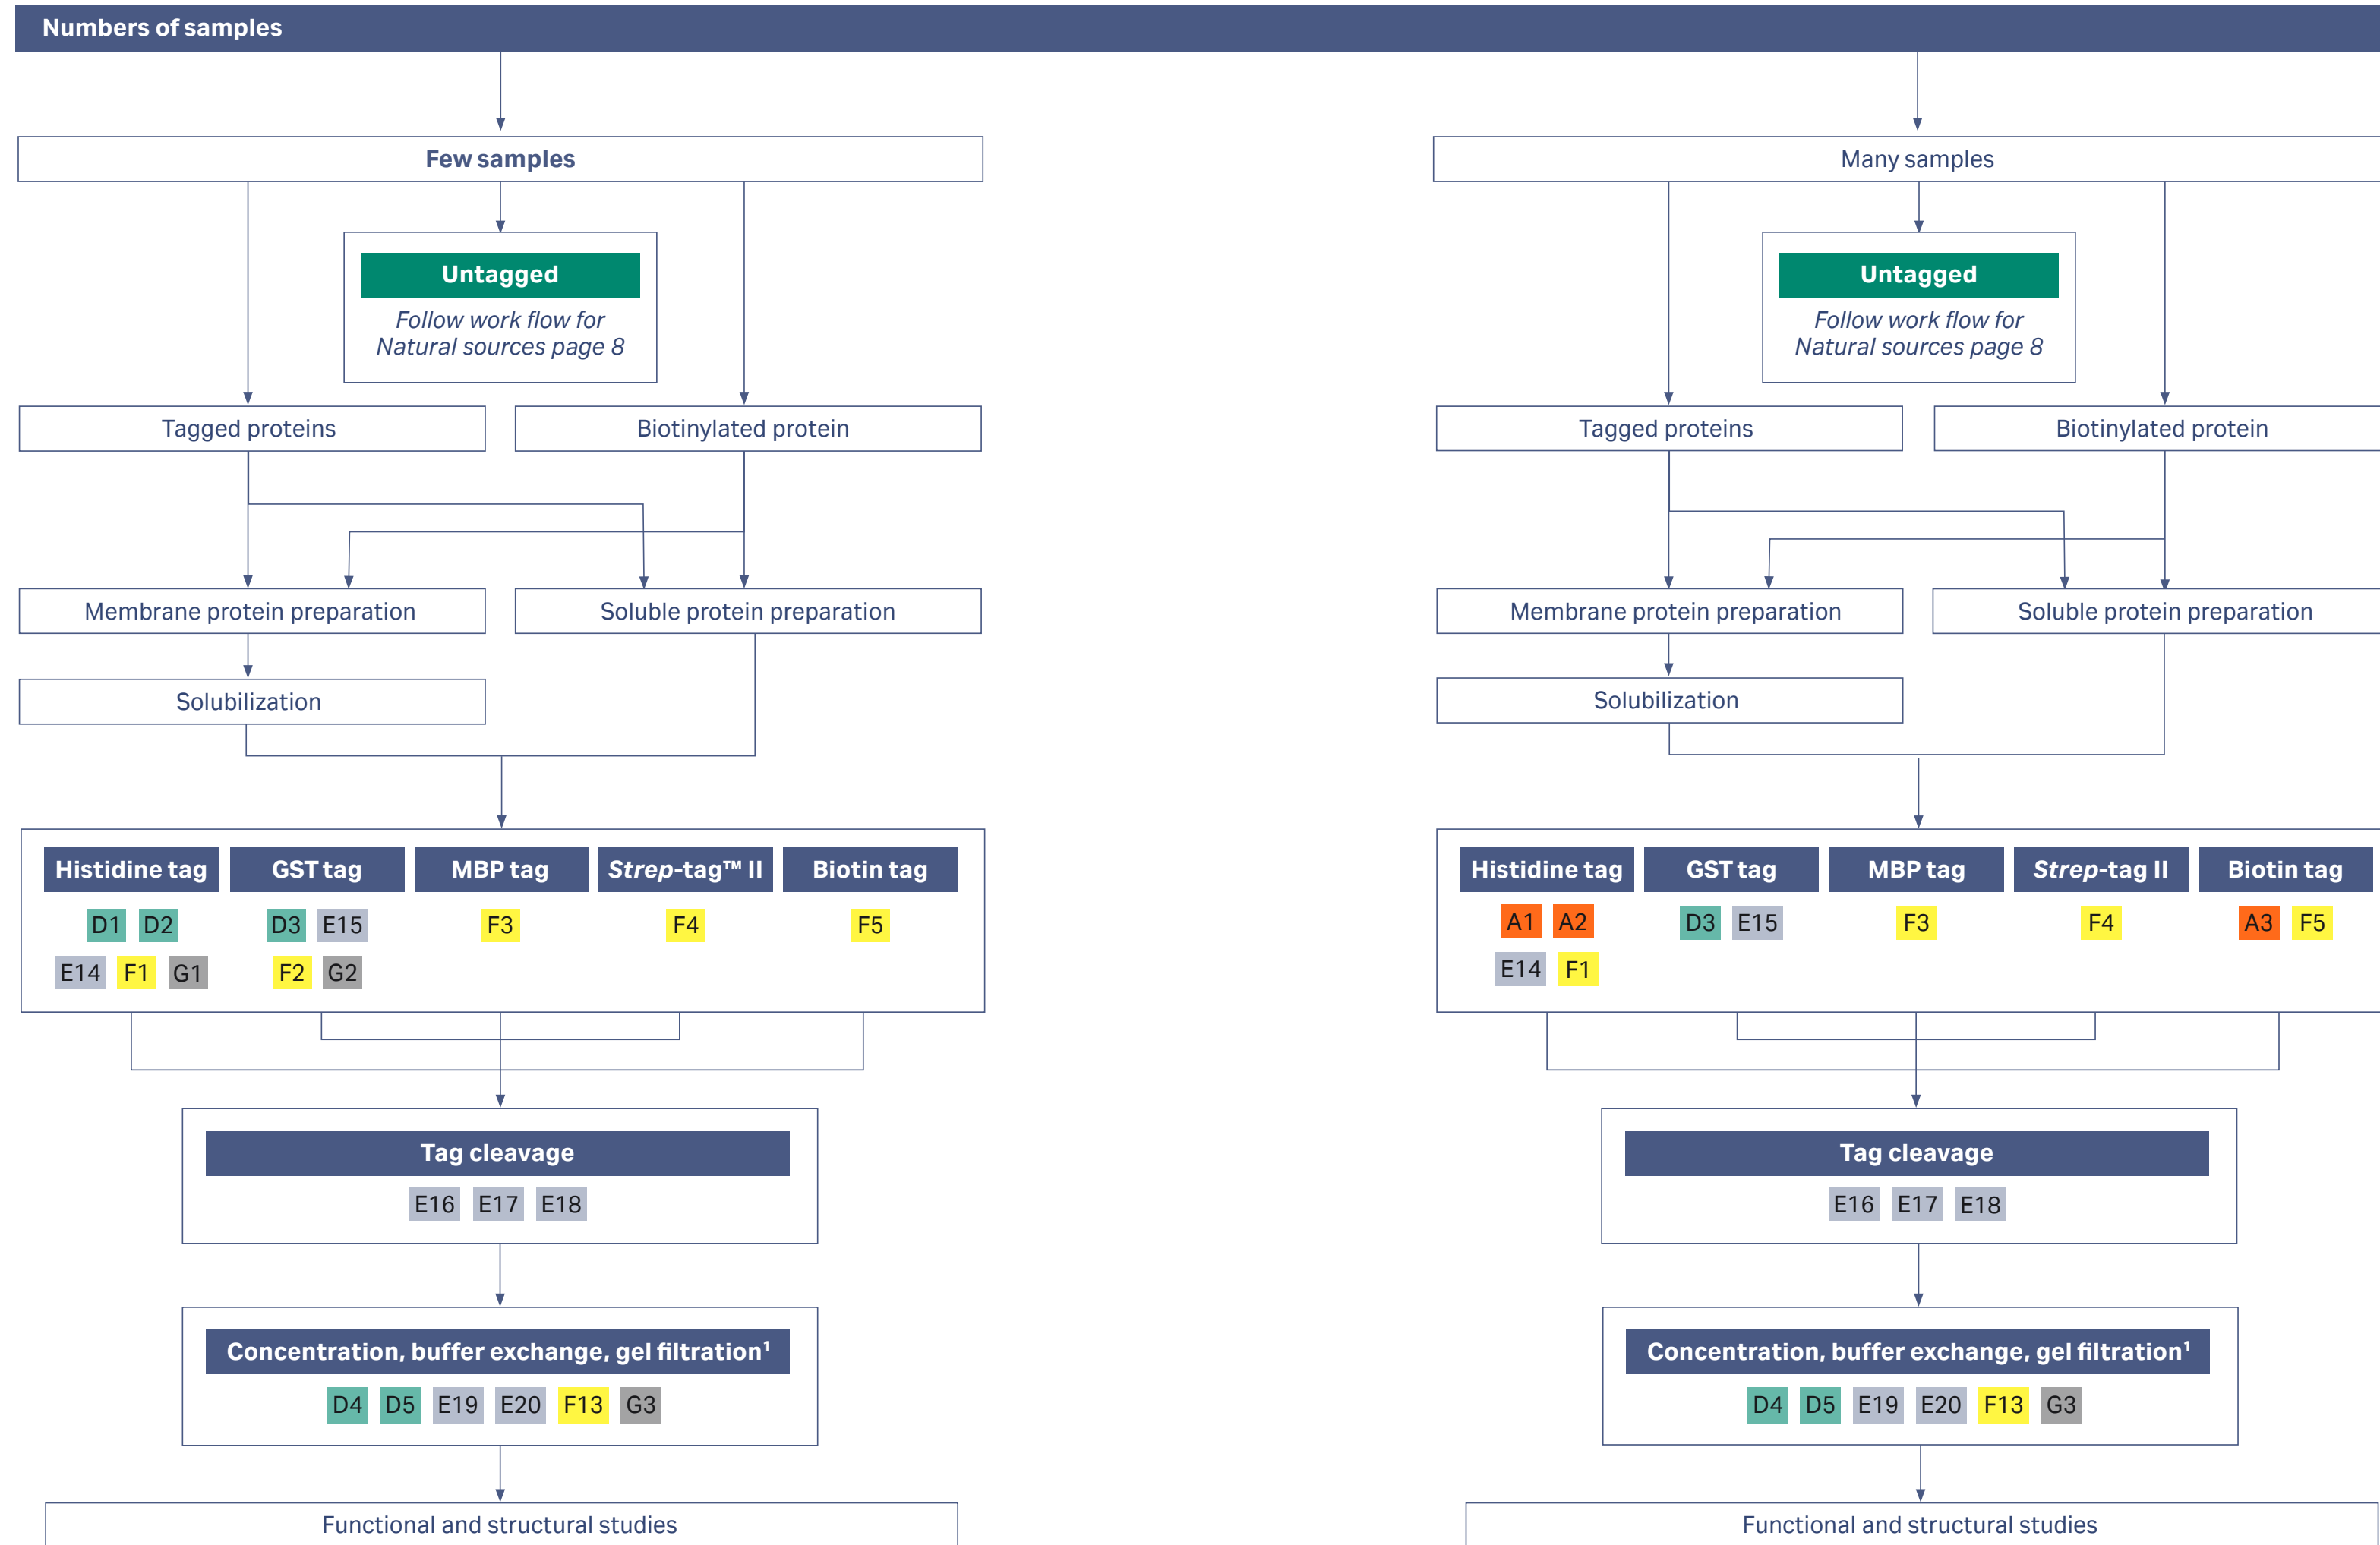 Numbers of samples
Few samples
Untagged
Follow work flow for
Natural sources page 8
Tagged proteins
Biotinylated protein
Membrane protein preparation
Soluble protein preparation
Solubilization
Histidine tag
GST tag
MBP tag
Strep-tag™ II
Biotin tag
D1 D2
D3 E15
F3
F4
F5
E14 F1 G1
F2 G2
Tag cleavage
E16 E17 E18
Concentration, buffer exchange, gel filtration¹
D4 D5 E19 E20 F13 G3
Functional and structural studies
Many samples
Untagged
Follow work flow for
Natural sources page 8
Tagged proteins
Biotinylated protein
Membrane protein preparation
Soluble protein preparation
Solubilization
Histidine tag
GST tag
MBP tag
Strep-tag II
Biotin tag
A1 A2
D3 E15
F3
F4
A3 F5
E14 F1
Tag cleavage
E16 E17 E18
Concentration, buffer exchange, gel filtration¹
D4 D5 E19 E20 F13 G3
Functional and structural studies